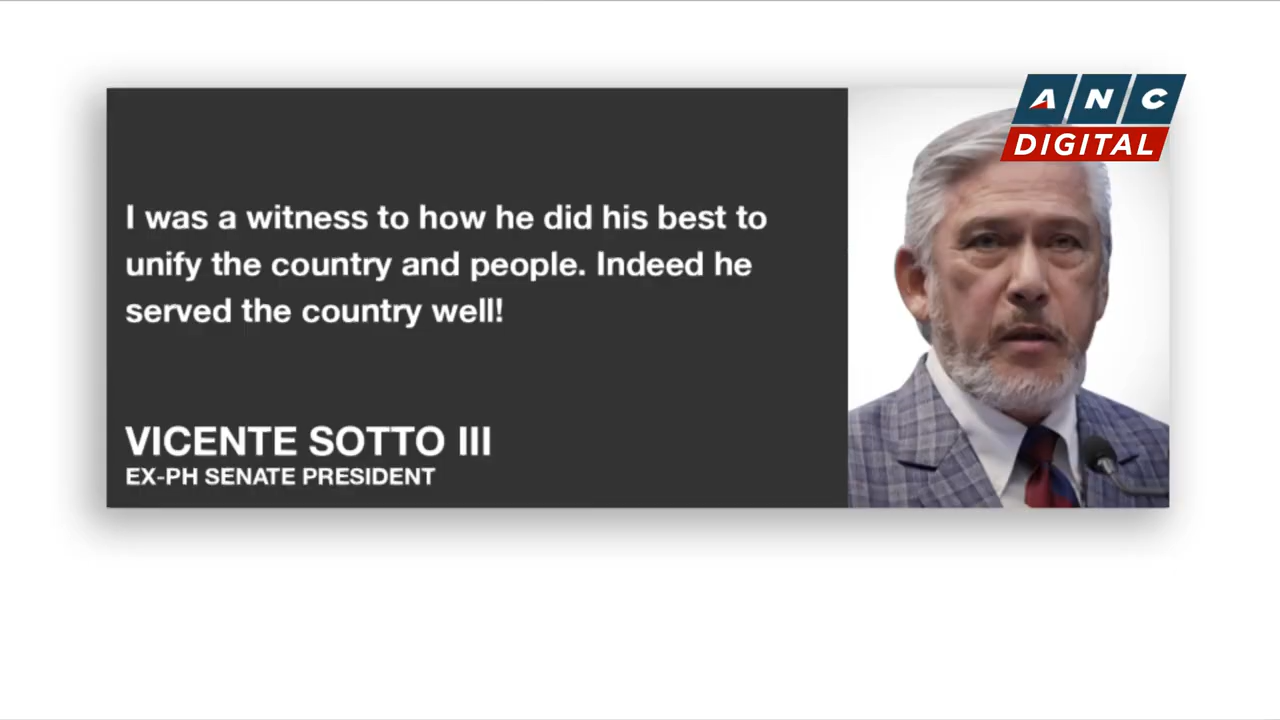 ANC
DIGITAL
I was a witness to how he did his best to
unify the country and people. Indeed he
served the country well!
VICENTE SOTTO III
EX-PH SENATE PRESIDENT